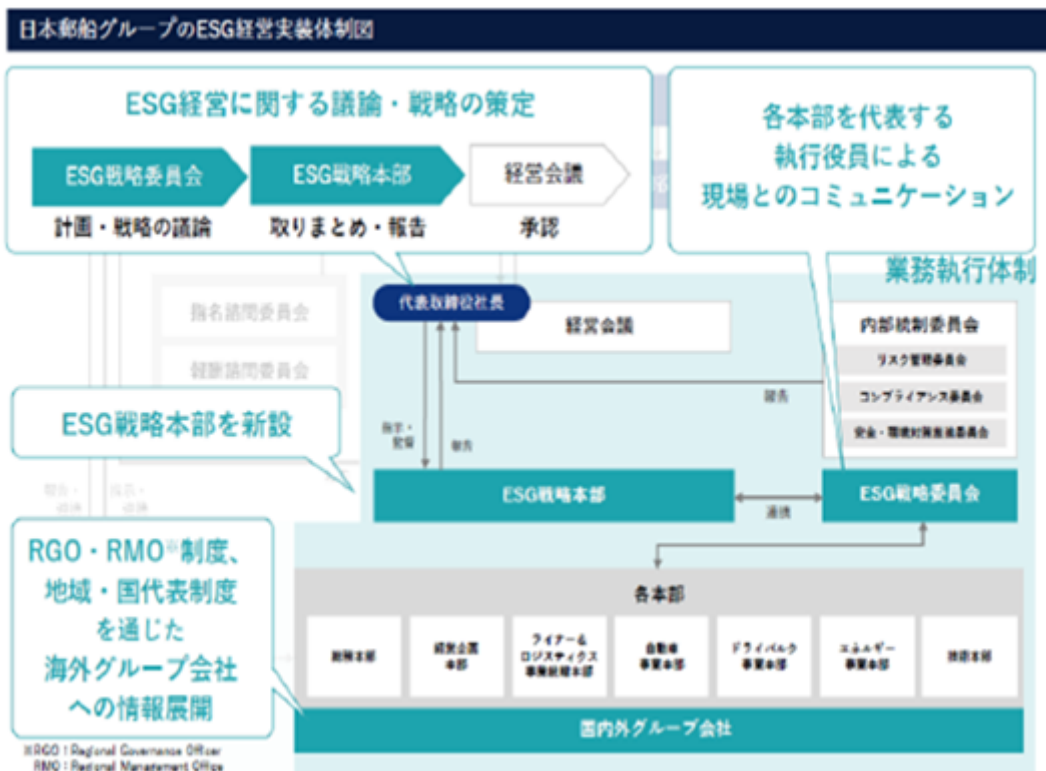 日本郵船グループのESG経営実装体制図
ESG経営に関する議論・戦略の策定
ESG戦略委員会
ESG戦略本部
経営会議
計画・戦略の議論
取りまとめ・報告
承認
各本部を代表する
執行役員による
現場とのコミュニケーション
業務執行体制
指名諮問委員会
報酬諮問委員会
代表取締役社長
経営会議
内部統制委員会
リスク管理委員会
コンプライアンス委員会
安全・環境対策推進委員会
報告
ESG戦略本部を新設
指示・
監督
報告
ESG戦略本部
連携
ESG戦略委員会
RGO・RMO※制度、
地域・国代表制度
を通じた
海外グループ会社
への情報展開
各本部
総務本部
経営企画
本部
ライナー&
ロジスティクス
事業統轄本部
自動車
事業本部
ドライバルク
事業本部
エネルギー
事業本部
技術本部
国内外グループ会社
※RGO:Regional Governance Officer
RMO:Regional Management Office